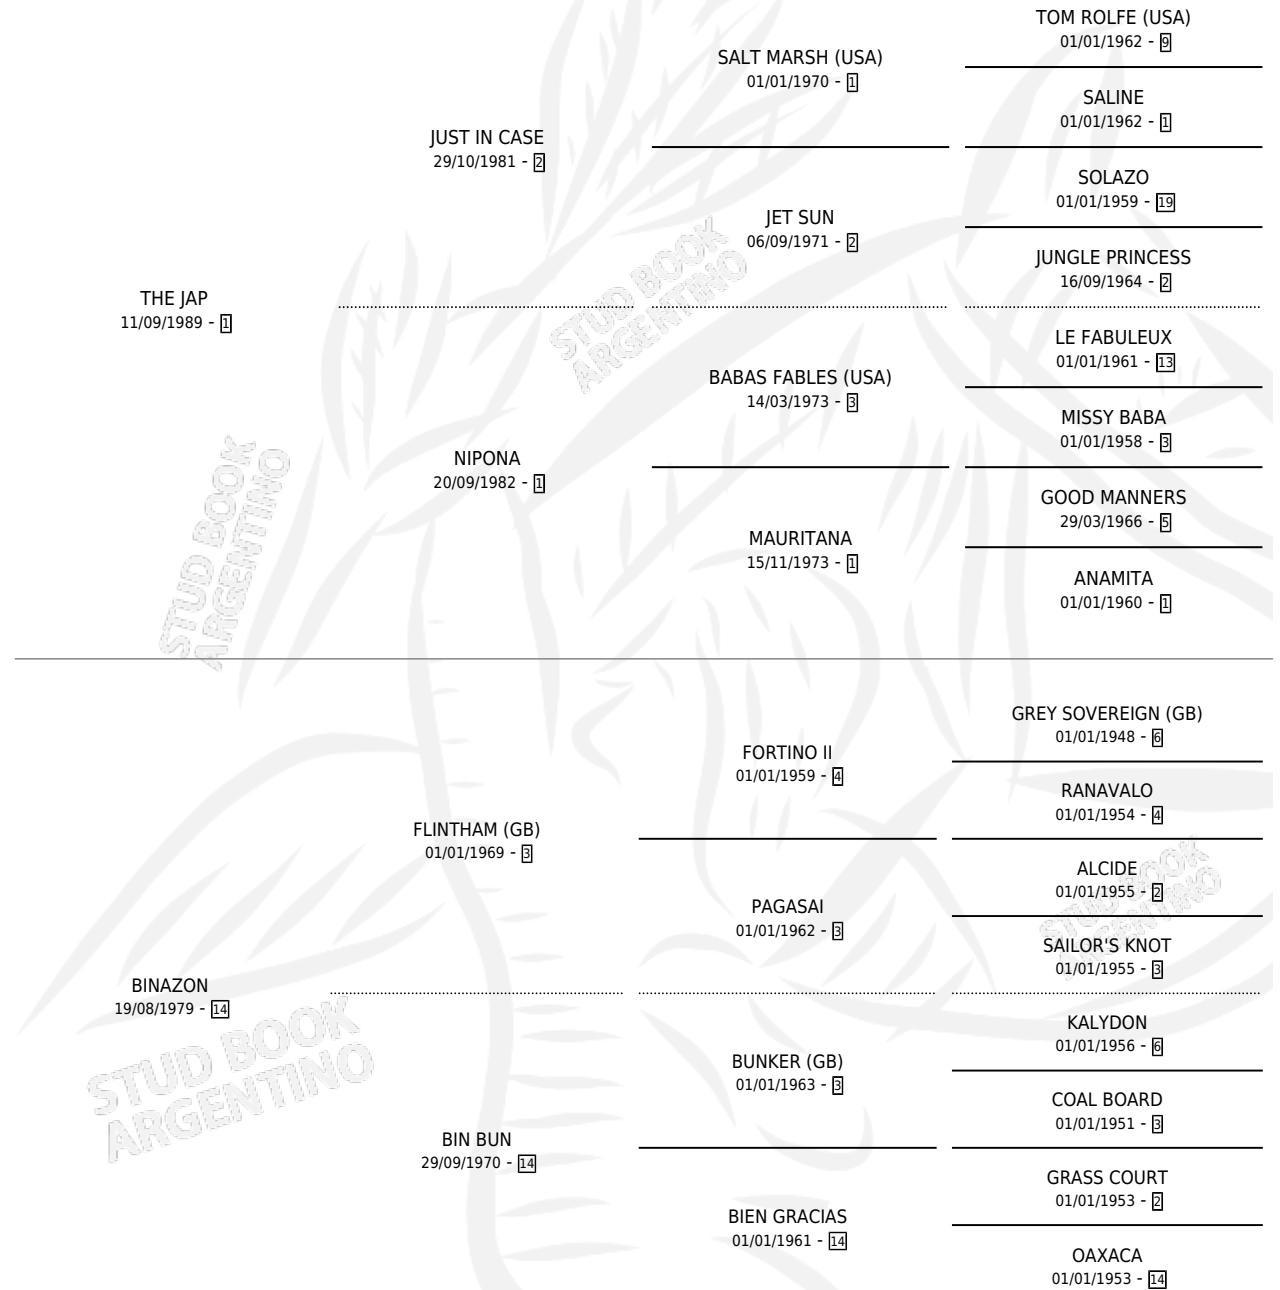 TOM ROLFE (USA)
01/01/1962 - 9
SALT MARSH (USA)
01/01/1970 - 1
SALINE
01/01/1962 - 1
JUST IN CASE
29/10/1981 - 2
SOLAZO
01/01/1959 - 19
JET SUN
06/09/1971 - 2
JUNGLE PRINCESS
16/09/1964 - 2
THE JAP
11/09/1989 - 1
LE FABULEUX
01/01/1961 - 13
BABAS FABLES (USA)
14/03/1973 - 3
MISSY BABA
01/01/1958 - 3
NIPONA
20/09/1982 - 1
GOOD MANNERS
29/03/1966 - 5
MAURITANA
15/11/1973 - 1
ANAMITA
01/01/1960 - 1
STUD BOOK
ARGENTINO
STUD BOOK
ARGENTINO
GREY SOVEREIGN (GB)
01/01/1948 - 6
FORTINO II
01/01/1959 - 4
RANAVALO
01/01/1954 - 4
FLINTHAM (GB)
01/01/1969 - 3
ALCIDE
01/01/1955 - 2
PAGASAI
01/01/1962 - 3
SAILOR'S KNOT
01/01/1955 - 3
BINAZON
19/08/1979 - 14
KALYDON
01/01/1956 - 6
BUNKER (GB)
01/01/1963 - 3
COAL BOARD
01/01/1951 - 3
BIN BUN
29/09/1970 - 14
GRASS COURT
01/01/1953 - 2
BIEN GRACIAS
01/01/1961 - 14
OAXACA
01/01/1953 - 14
STUD BOOK
ARGENTINO
STUD BOOK
ARGENTINO